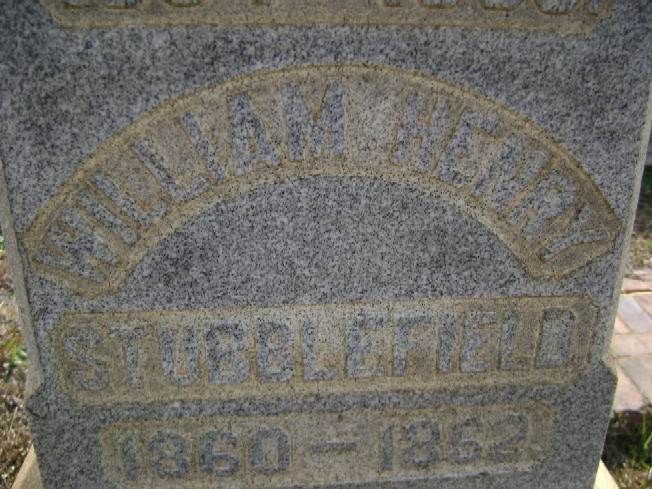 WILLIAM HENRY
STUBBLEFIELD.
1860 - 1862.